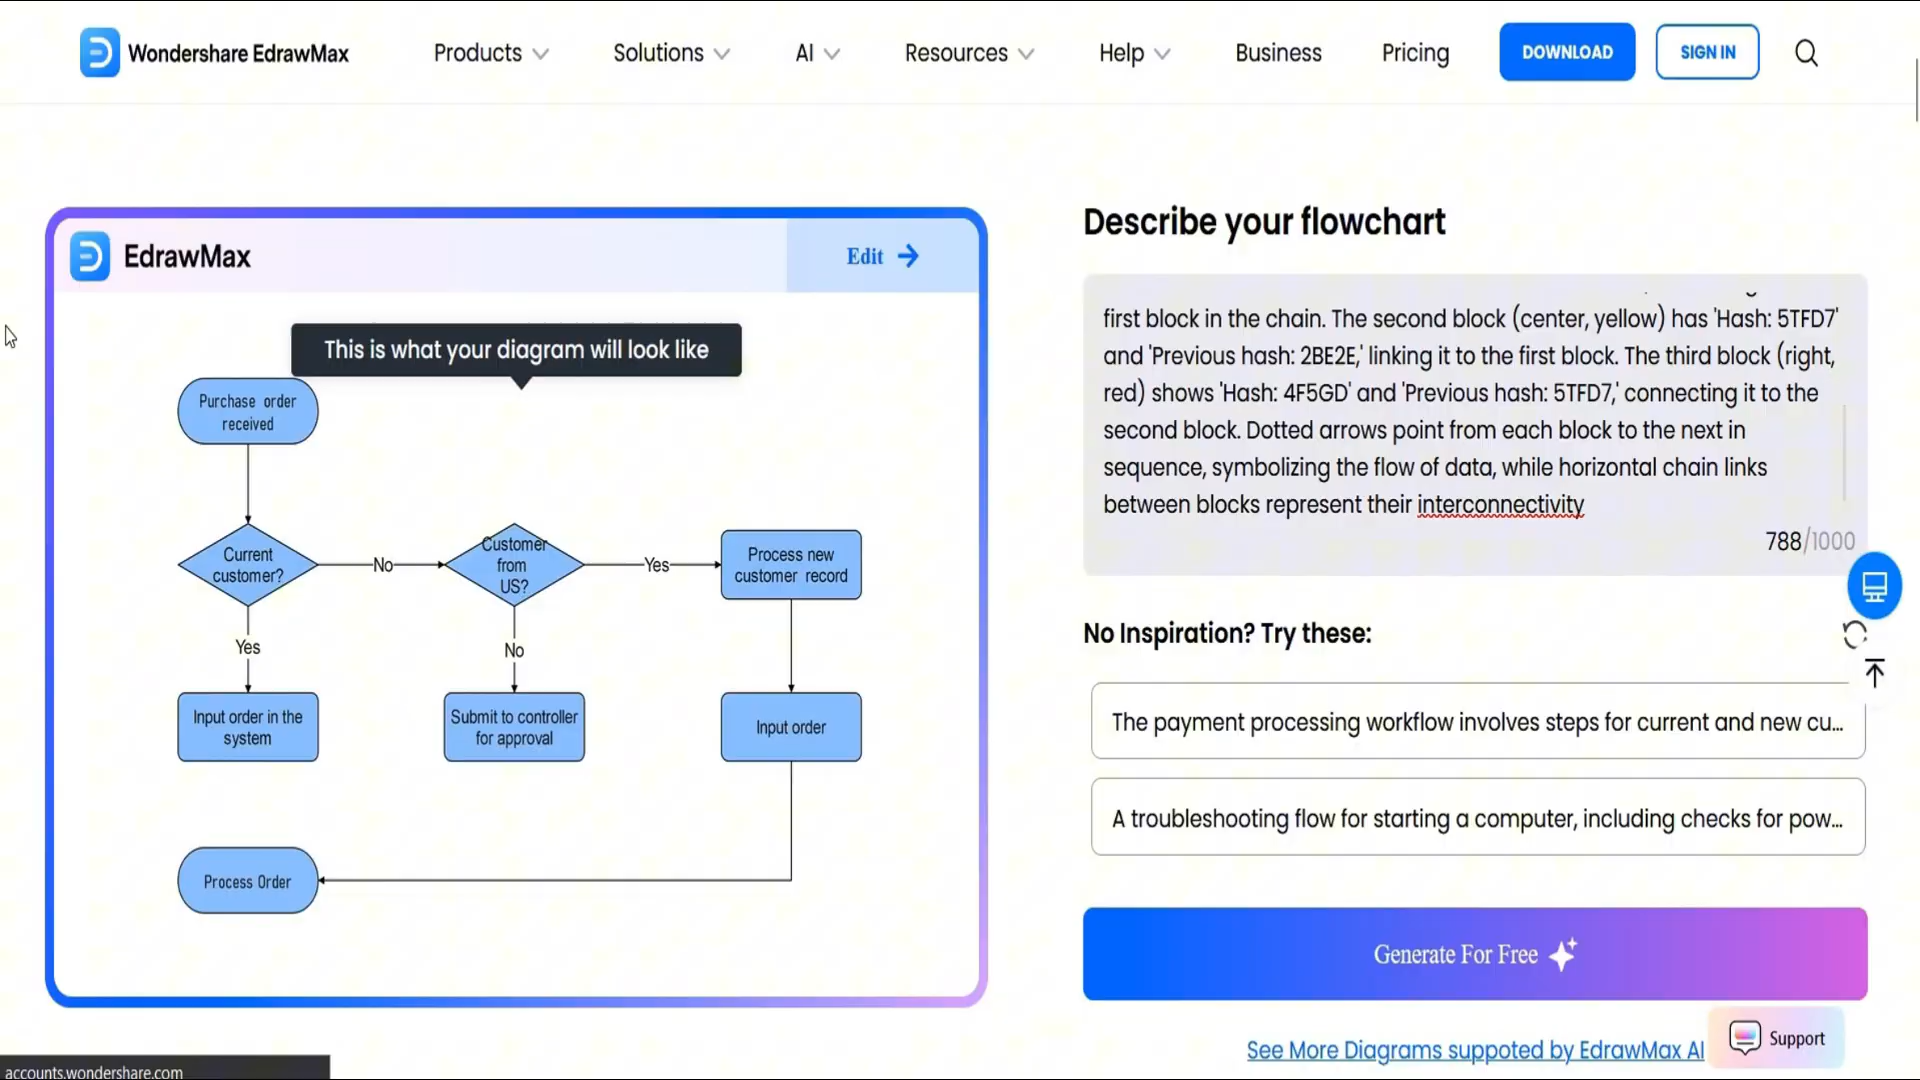 Wondershare EdrawMax
Products
Solutions
AI
Resources
Help
Business
Pricing
DOWNLOAD
SIGN IN
EdrawMax
Edit
This is what your diagram will look like
Purchase order
received
Current
customer?
No
Customer
from
US?
Yes
Process new
customer record
Yes
No
Input order in the
system
Submit to controller
for approval
Input order
Process Order
Describe your flowchart
first block in the chain. The second block (center, yellow) has 'Hash: 5TFD7'
and 'Previous hash: 2BE2E,' linking it to the first block. The third block (right,
red) shows 'Hash: 4F5GD' and 'Previous hash: 5TFD7,' connecting it to the
second block. Dotted arrows point from each block to the next in
sequence, symbolizing the flow of data, while horizontal chain links
between blocks represent their interconnectivity
788/1000
No Inspiration? Try these:
The payment processing workflow involves steps for current and new cu...
A troubleshooting flow for starting a computer, including checks for pow...
Generate For Free
See More Diagrams suppoted by EdrawMax AI
Support
accounts.wondershare.com